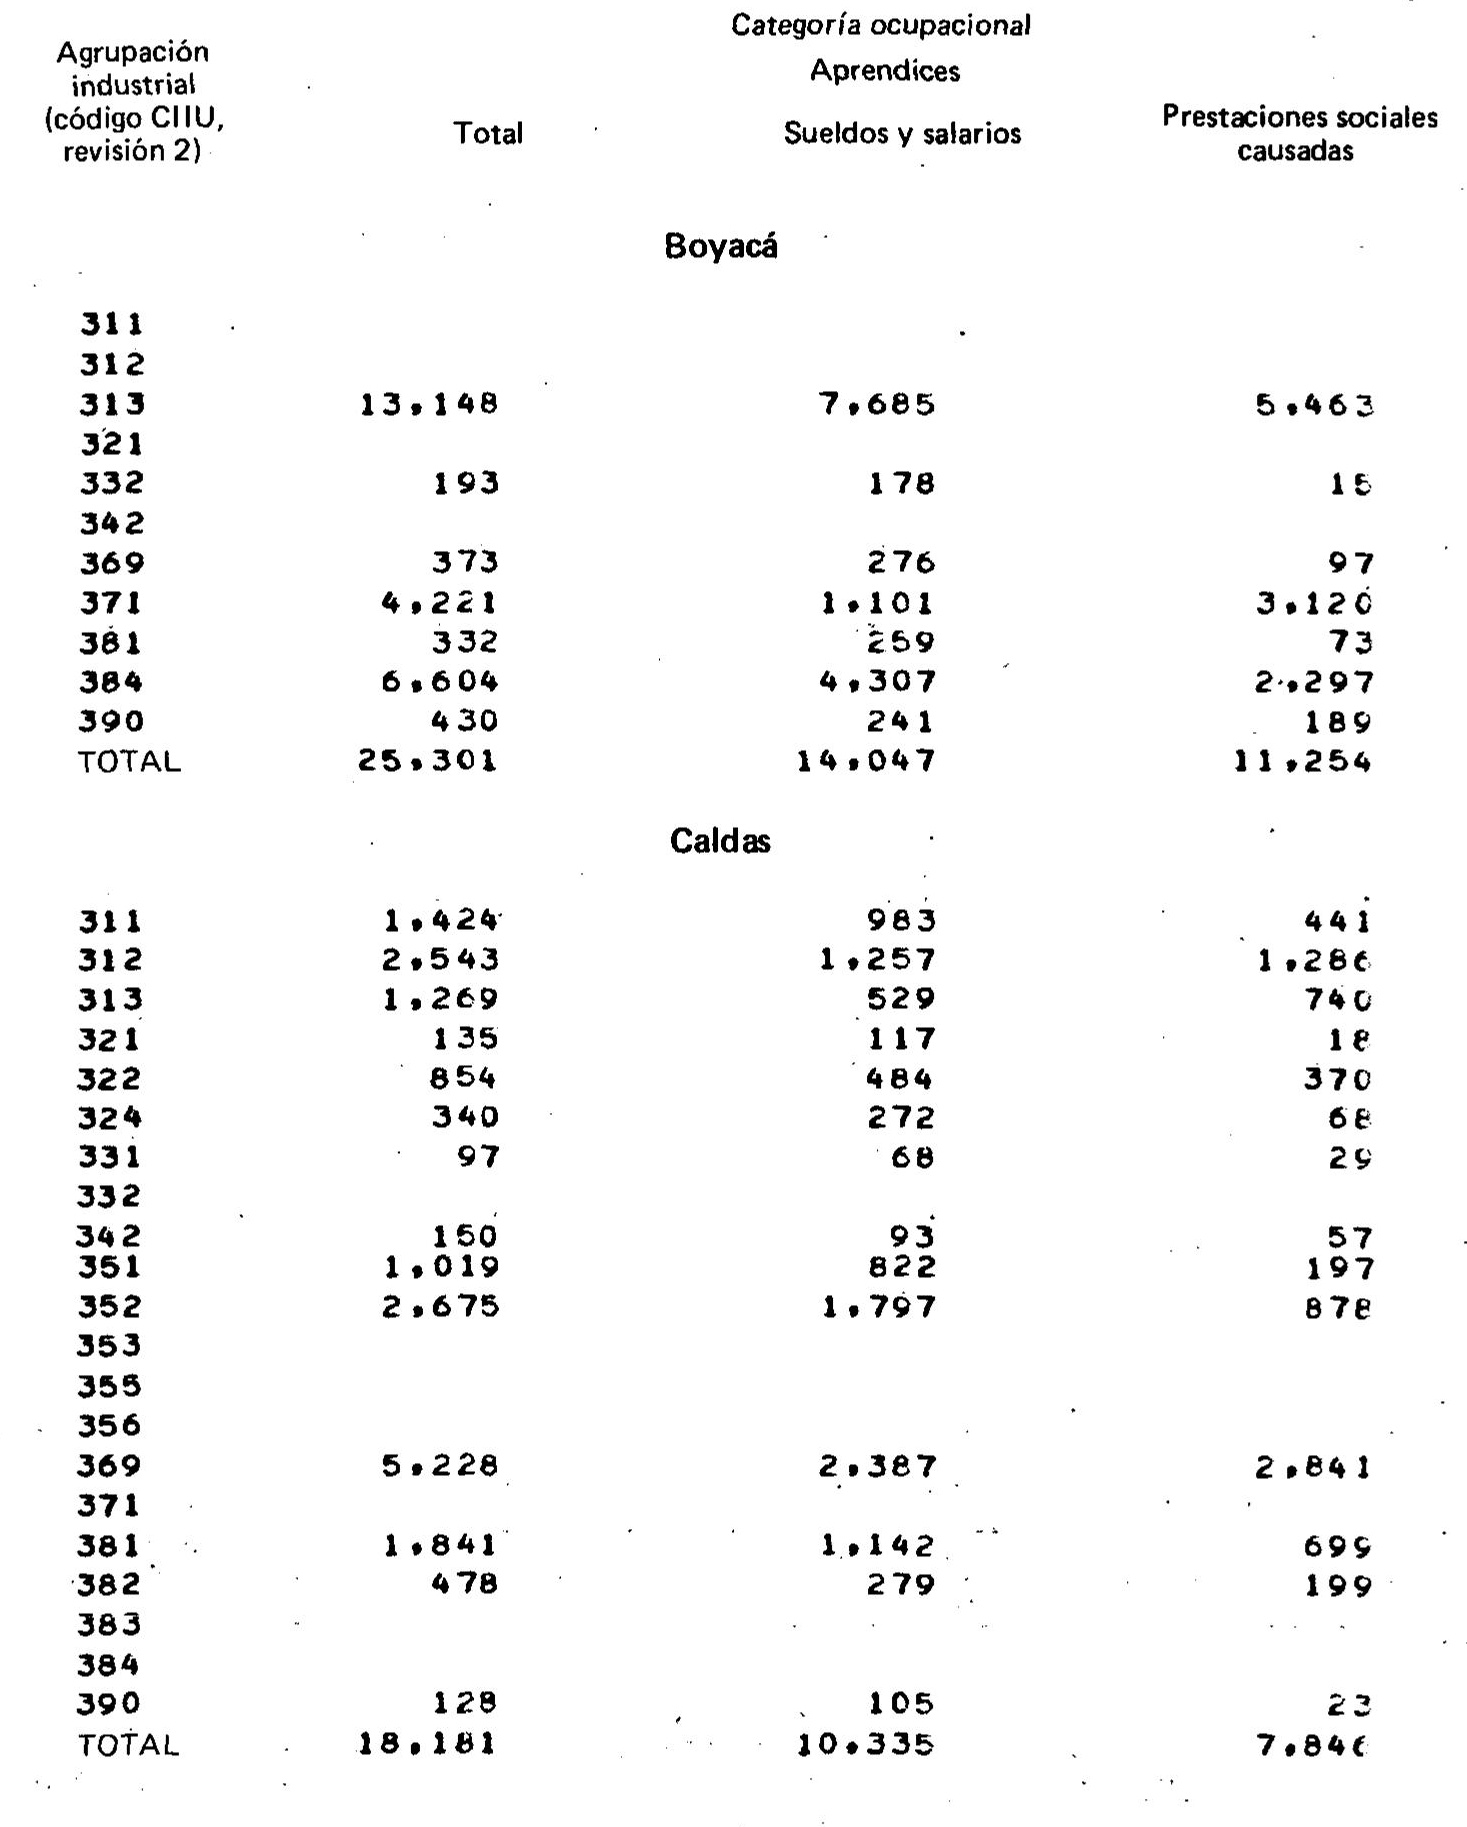 Categoría ocupacional
Aprendices
Agrupación
industrial
(código CIIU,
revisión 2)
Total Sueldos y salarios Prestaciones sociales
causadas
Boyacá
311
312
313 13,148 7,685 5,463
321
332 193 178 15
342
369 373 276 97
371 4,221 1,101 3,120
381 332 259 73
384 6,604 4,307 2,297
390 430 241 189
TOTAL 25,301 14,047 11,254
Caldas
311 1,424 983 441
312 2,543 1,257 1,286
313 1,269 529 740
321 135 117 18
322 854 484 370
324 340 272 68
331 97 68 29
332
342 150 93 57
351 1,019 822 197
352 2,675 1,797 878
353
355
356
369 5,228 2,387 2,841
371
381 1,841 1,142 699
382 478 279 199
383
384
390 128 105 23
TOTAL 18,181 10,335 7,846